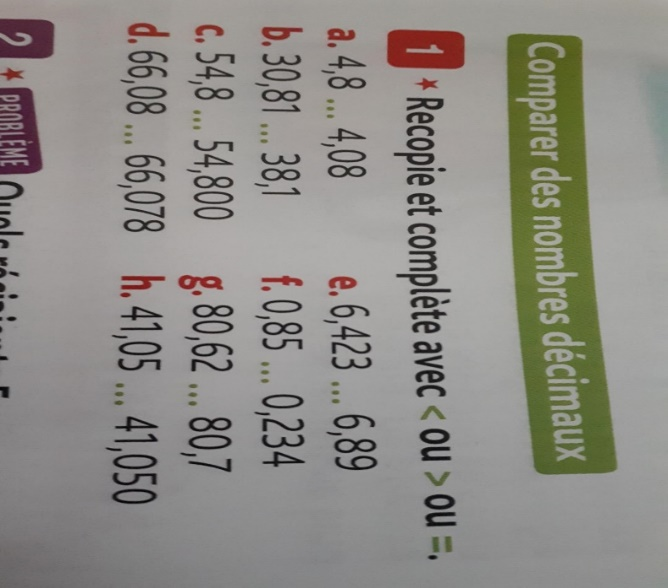 Comparer des nombres décimaux
1 ★ Recopie et complète avec < ou > ou =.
a. 4,8 ... 4,08
b. 30,81 ... 38,1
c. 54,8 ... 54,800
d. 66,08 ... 66,078
e. 6,423 ... 6,89
f. 0,85 ... 0,234
g. 80,62 ... 80,7
h. 41,05 ... 41,050
2 ★ PROBLÈME